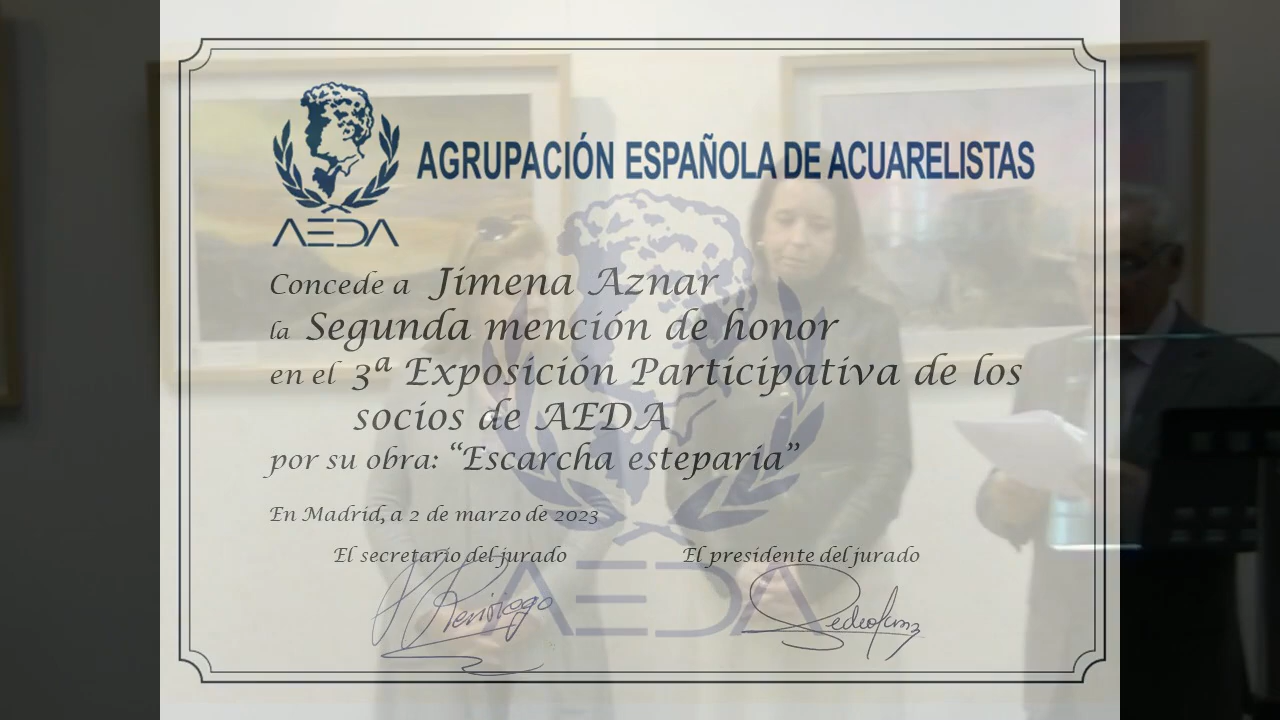 AGRUPACIÓN ESPAÑOLA DE ACUARELISTAS
AEDA
Concede a Jimena Aznar
la Segunda mención de honor
en el 3ª Exposición Participativa de los
socios de AEDA
por su obra: “Escarcha esteparia”
En Madrid, a 2 de marzo de 2023
El secretario del jurado El presidente del jurado
AEDA